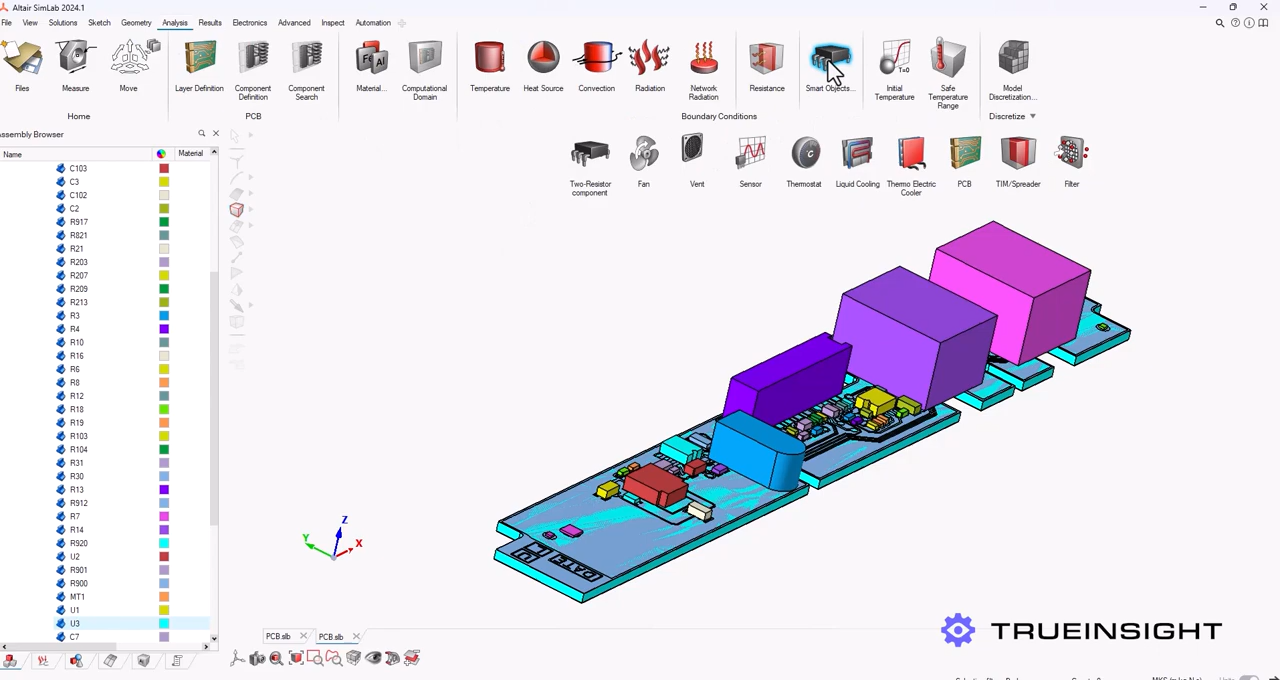 Altair SimLab 2024.1
File View Solutions Sketch Geometry Analysis Results Electronics Advanced Inspect Automation
Files Measure Move Layer Definition Component Definition Component Search Material... Computational Domain Temperature Heat Source Convection Radiation Network Radiation Resistance Smart Objects... Initial Temperature Safe Temperature Range Model Discretization...
Home PCB Boundary Conditions Discretize
Assembly Browser
Two-Resistor component Fan Vent Sensor Thermostat Liquid Cooling Thermo Electric Cooler PCB TIM/Spreader Filter
Name Material
C103
C3
C102
C2
R917
R821
R21
R203
R207
R209
R213
R3
R4
R10
R16
R6
R8
R12
R18
R19
R103
R104
R31
R30
R13
R912
R7
R14
R920
U2
R901
R900
MT1
U1
U3
C7
Fe Al
T=0
°C
Z
Y
X
DATE
PCB.slb PCB.slb
TRUEINSIGHT